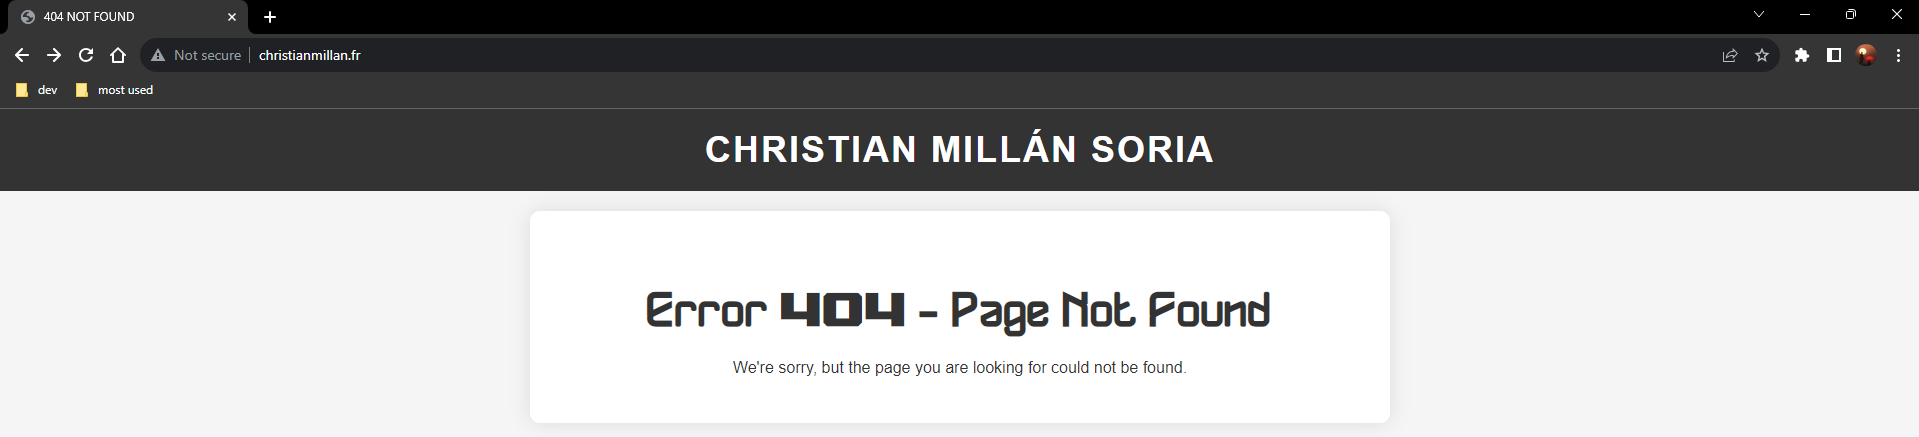 404 NOT FOUND
Not secure christianmillan.fr
dev most used
CHRISTIAN MILLÁN SORIA
Error 404 - Page Not Found
We're sorry, but the page you are looking for could not be found.